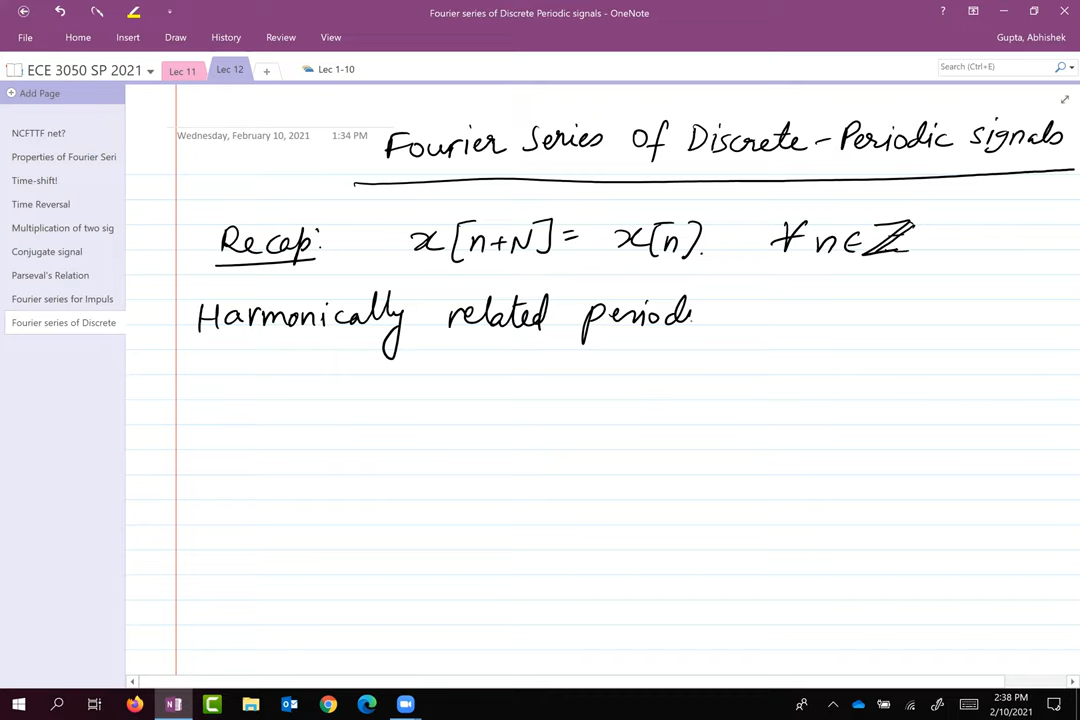 Fourier series of Discrete Periodic signals - OneNote
File Home Insert Draw History Review View
Gupta, Abhishek
ECE 3050 SP 2021
Lec 11
Lec 12
Lec 1-10
Search (Ctrl+E)
Add Page
Wednesday, February 10, 2021 1:34 PM
Fourier Series Of Discrete-Periodic signals
NCFTTF net?
Properties of Fourier Seri
Time-shift!
Time Reversal
Multiplication of two sig
Conjugate signal
Parseval's Relation
Fourier series for Impuls
Fourier series of Discrete
Recap: x[n+N] = x[n]. ∀ n ∈ ℤ
Harmonically related period
2:38 PM
2/10/2021